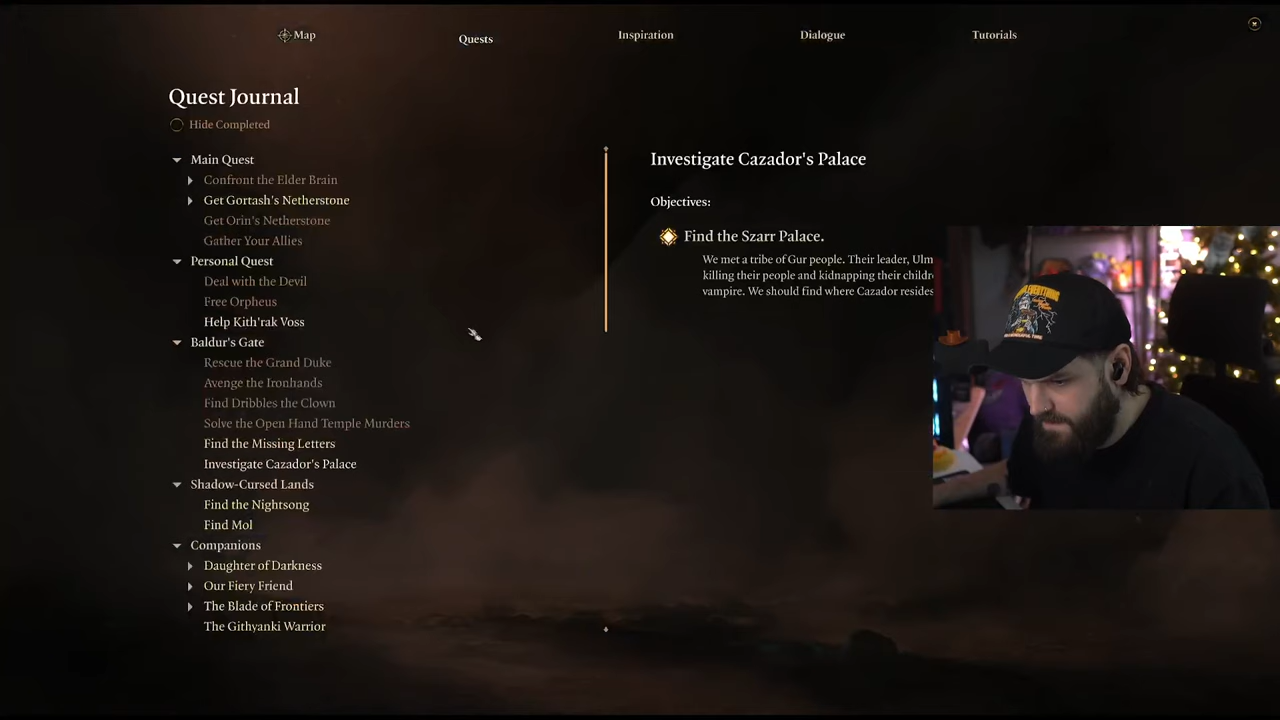 Map
Quests
Inspiration
Dialogue
Tutorials
Quest Journal
Hide Completed
Main Quest
Confront the Elder Brain
Get Gortash's Netherstone
Get Orin's Netherstone
Gather Your Allies
Personal Quest
Deal with the Devil
Free Orpheus
Help Kith'rak Voss
Baldur's Gate
Rescue the Grand Duke
Avenge the Ironhands
Find Dribbles the Clown
Solve the Open Hand Temple Murders
Find the Missing Letters
Investigate Cazador's Palace
Shadow-Cursed Lands
Find the Nightsong
Find Mol
Companions
Daughter of Darkness
Our Fiery Friend
The Blade of Frontiers
The Githyanki Warrior
Investigate Cazador's Palace
Objectives:
Find the Szarr Palace.
We met a tribe of Gur people. Their leader, Ulm
killing their people and kidnapping their childr
vampire. We should find where Cazador resides